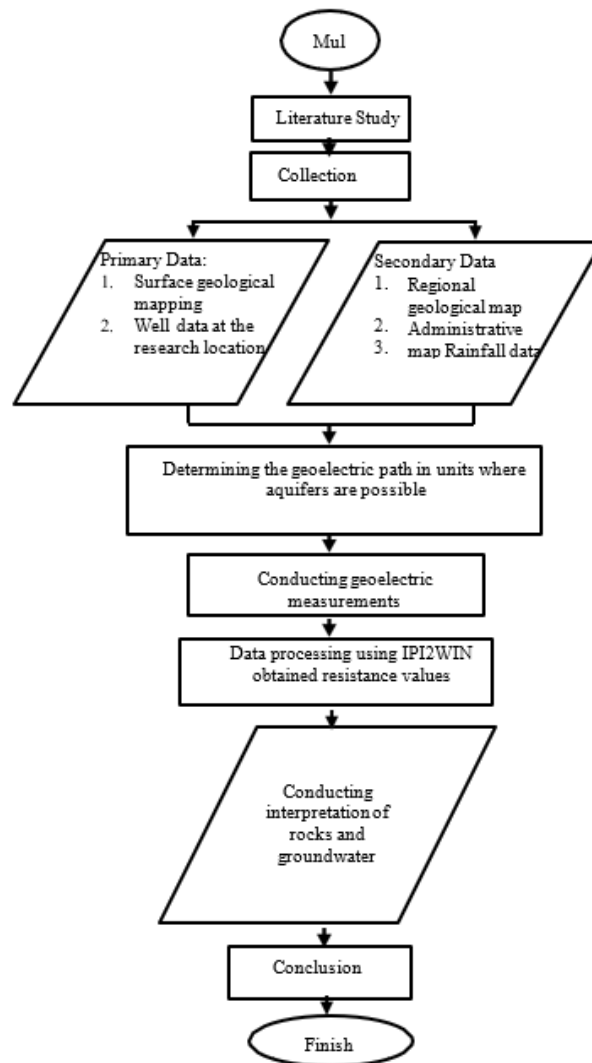 Mul
Literature Study
Collection
Primary Data:
1. Surface geological
mapping
2. Well data at the
research location
Secondary Data
1. Regional
geological map
2. Administrative
3. map Rainfall data
Determining the geoelectric path in units where
aquifers are possible
Conducting geoelectric
measurements
Data processing using IPI2WIN
obtained resistance values
Conducting
interpretation of
rocks and
groundwater
Conclusion
Finish